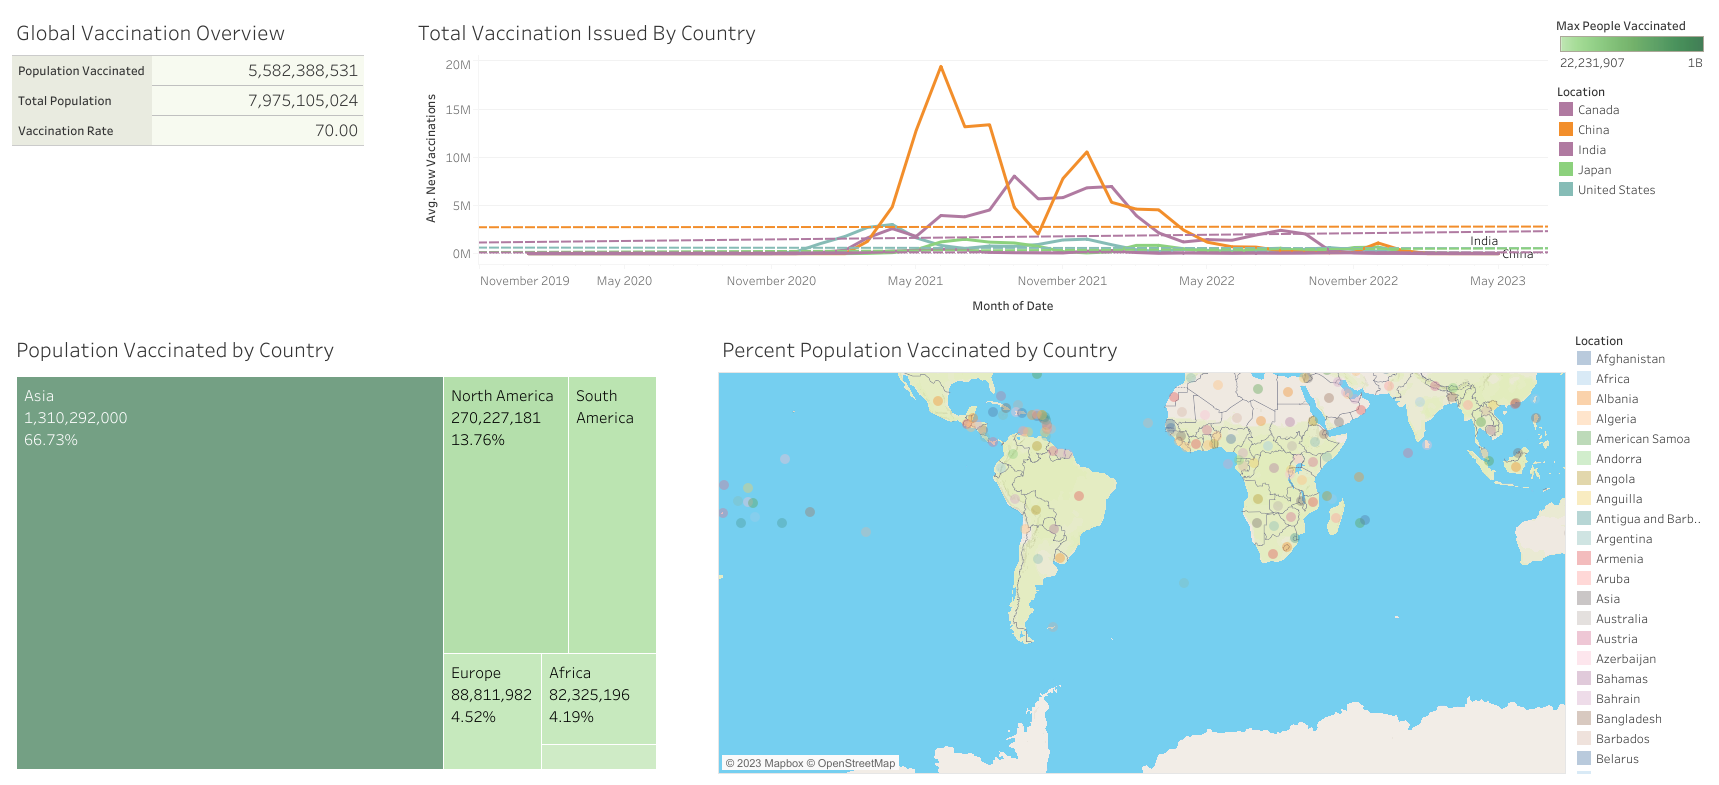 Global Vaccination Overview
Population Vaccinated 5,582,388,531
Total Population 7,975,105,024
Vaccination Rate 70.00
Total Vaccination Issued By Country
Avg. New Vaccinations
20M
15M
10M
5M
0M
India
China
November 2019 May 2020 November 2020 May 2021 November 2021 May 2022 November 2022 May 2023
Month of Date
Max People Vaccinated
22,231,907 1B
Location
Canada
China
India
Japan
United States
Population Vaccinated by Country
Asia
1,310,292,000
66.73%
North America
270,227,181
13.76%
South
America
Europe
88,811,982
4.52%
Africa
82,325,196
4.19%
Percent Population Vaccinated by Country
© 2023 Mapbox © OpenStreetMap
Location
Afghanistan
Africa
Albania
Algeria
American Samoa
Andorra
Angola
Anguilla
Antigua and Barb..
Argentina
Armenia
Aruba
Asia
Australia
Austria
Azerbaijan
Bahamas
Bahrain
Bangladesh
Barbados
Belarus